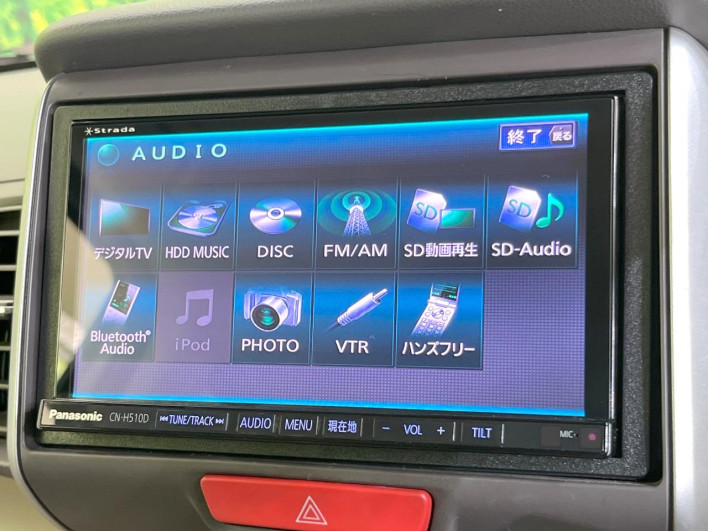 Strada
AUDIO
終了 戻る
デジタルTV HDD MUSIC DISC FM/AM SD動画再生 SD-Audio
Bluetooth® Audio iPod PHOTO VTR ハンズフリー
Panasonic CN-H510D TUNE/TRACK AUDIO MENU 現在地 - VOL + TILT MIC